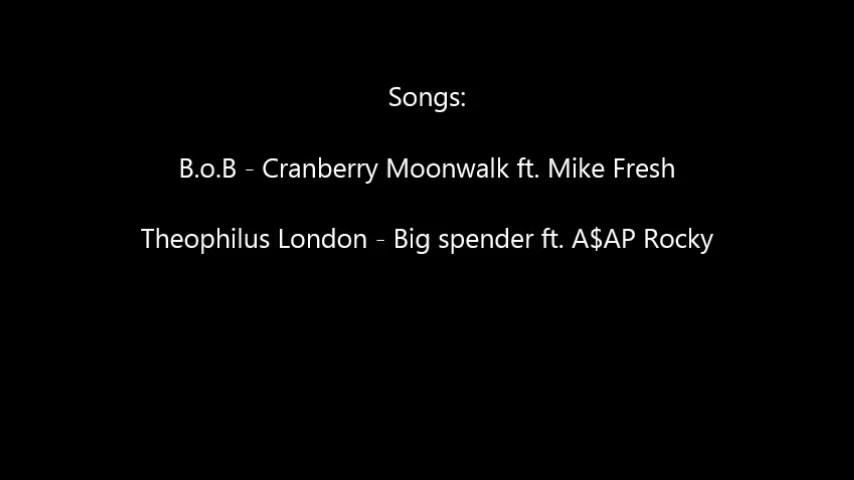 Songs:
B.o.B - Cranberry Moonwalk ft. Mike Fresh
Theophilus London - Big spender ft. A$AP Rocky